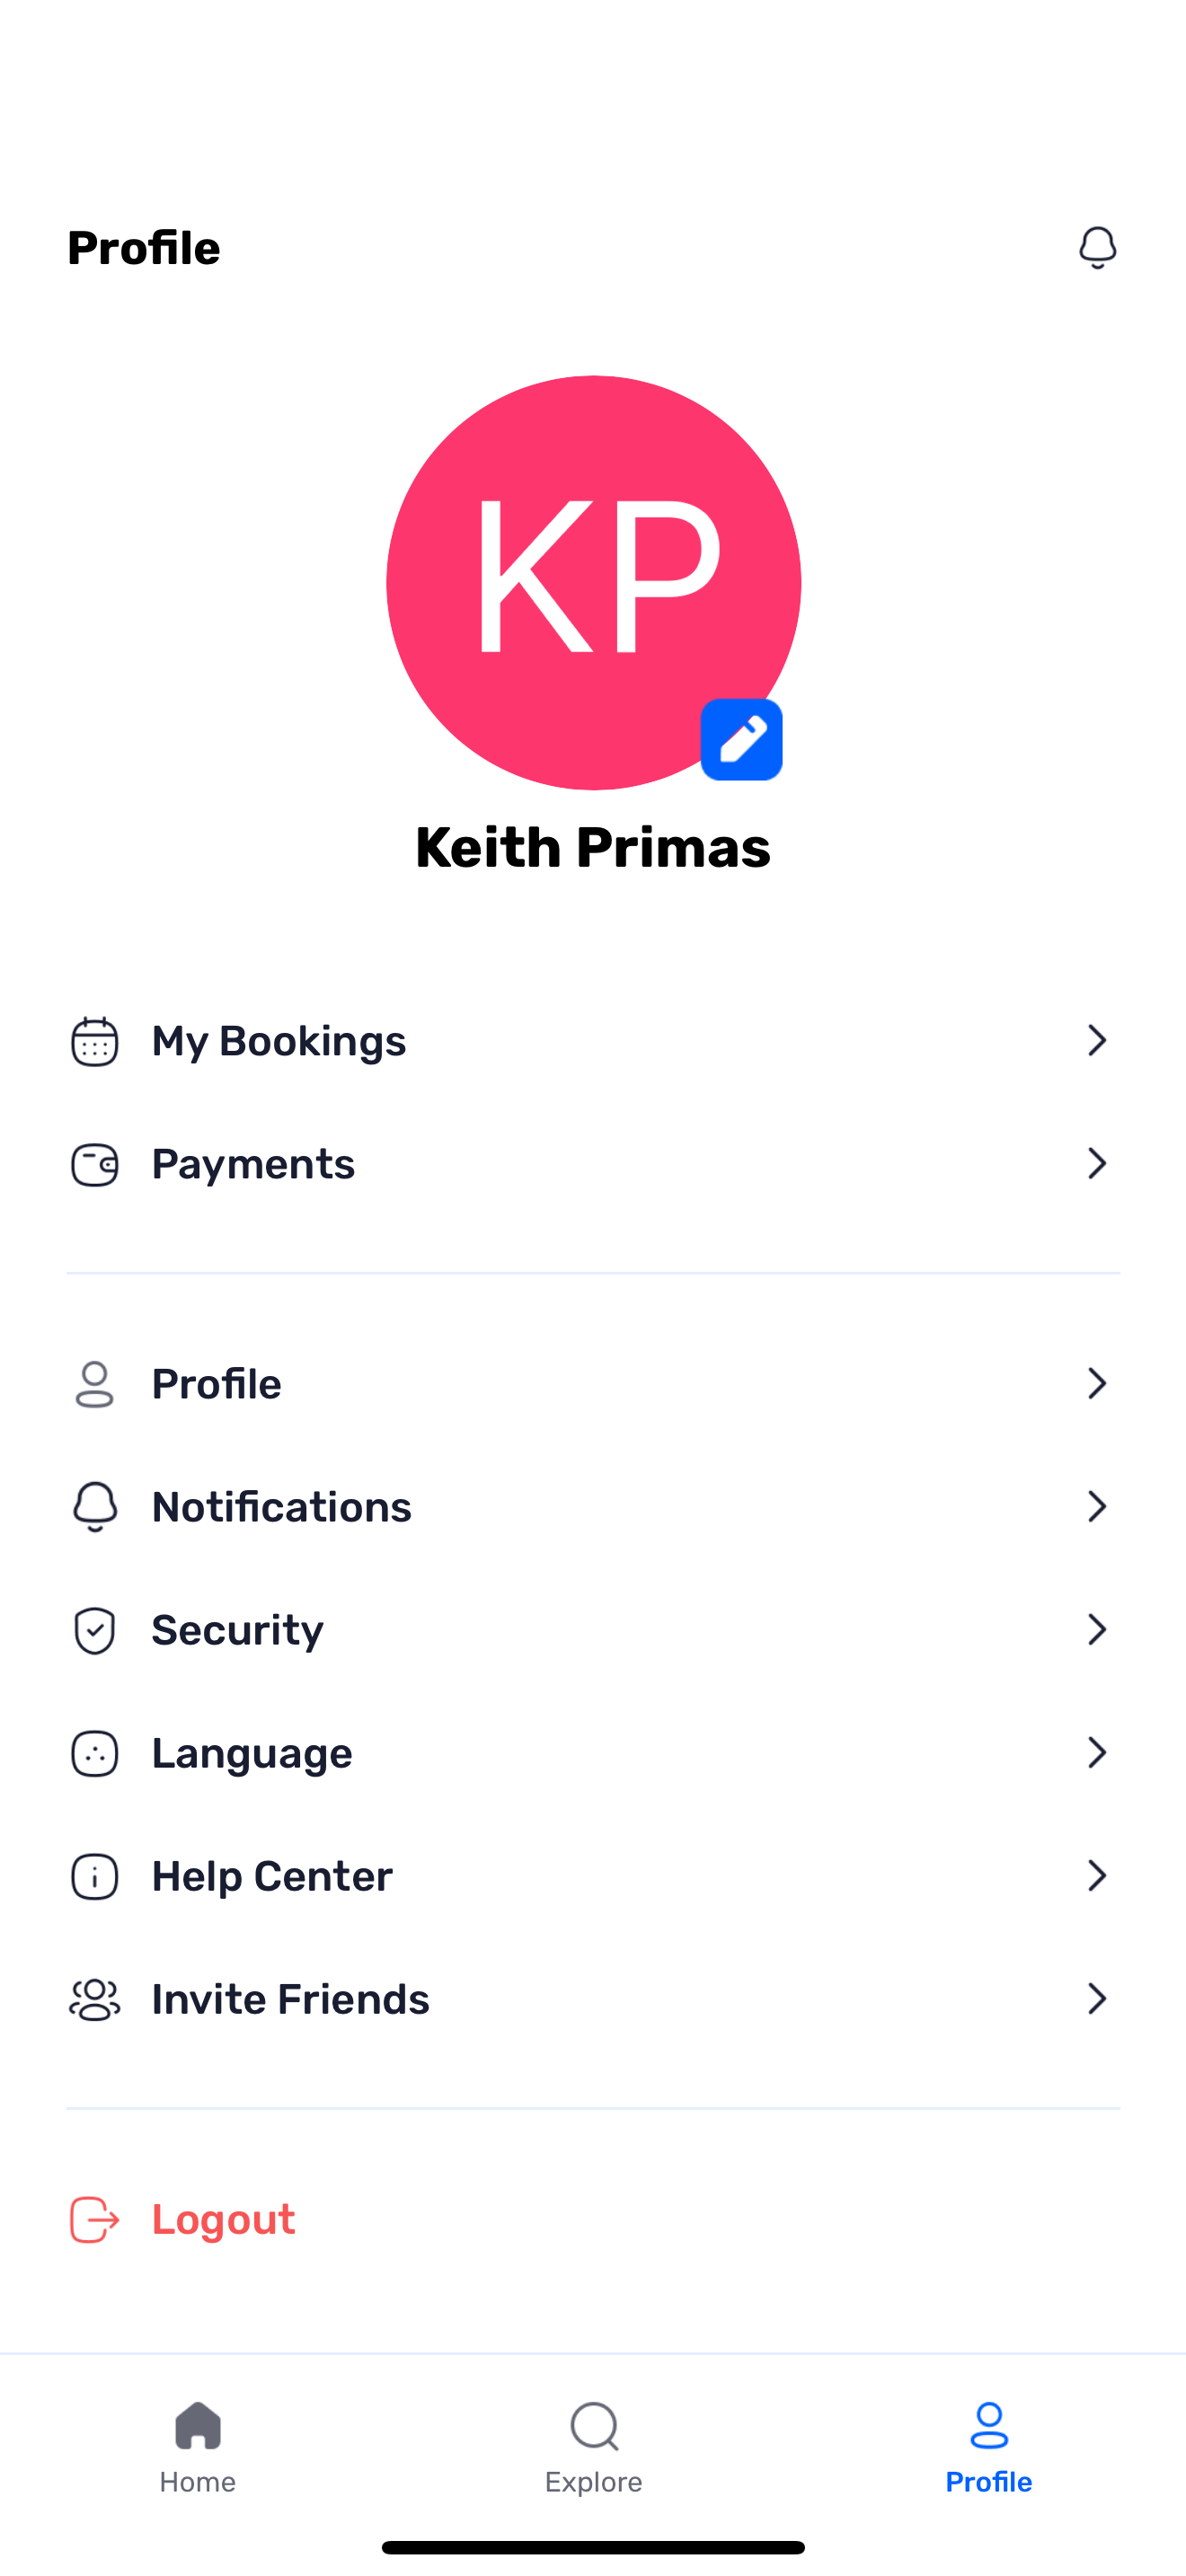 Profile
KP
Keith Primas
My Bookings
Payments
Profile
Notifications
Security
Language
Help Center
Invite Friends
Logout
Home
Explore
Profile